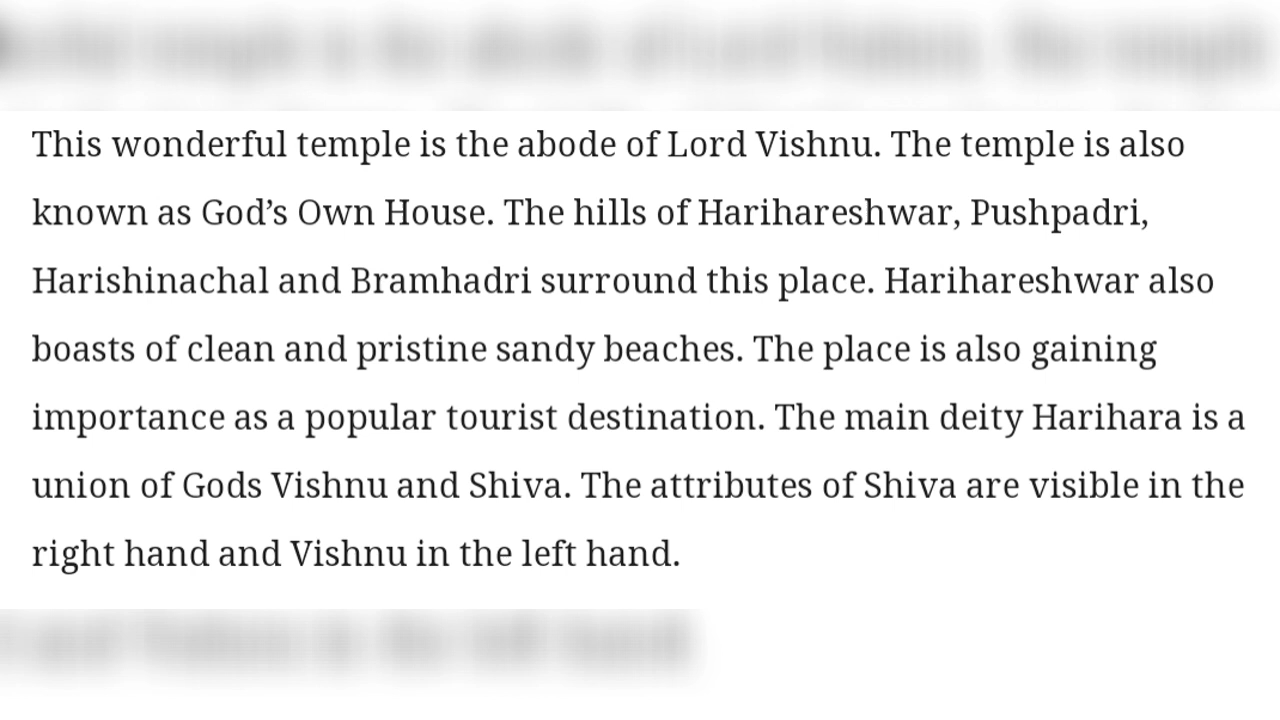 This wonderful temple is the abode of Lord Vishnu. The temple is also
known as God’s Own House. The hills of Harihareshwar, Pushpadri,
Harishinachal and Bramhadri surround this place. Harihareshwar also
boasts of clean and pristine sandy beaches. The place is also gaining
importance as a popular tourist destination. The main deity Harihara is a
union of Gods Vishnu and Shiva. The attributes of Shiva are visible in the
right hand and Vishnu in the left hand.